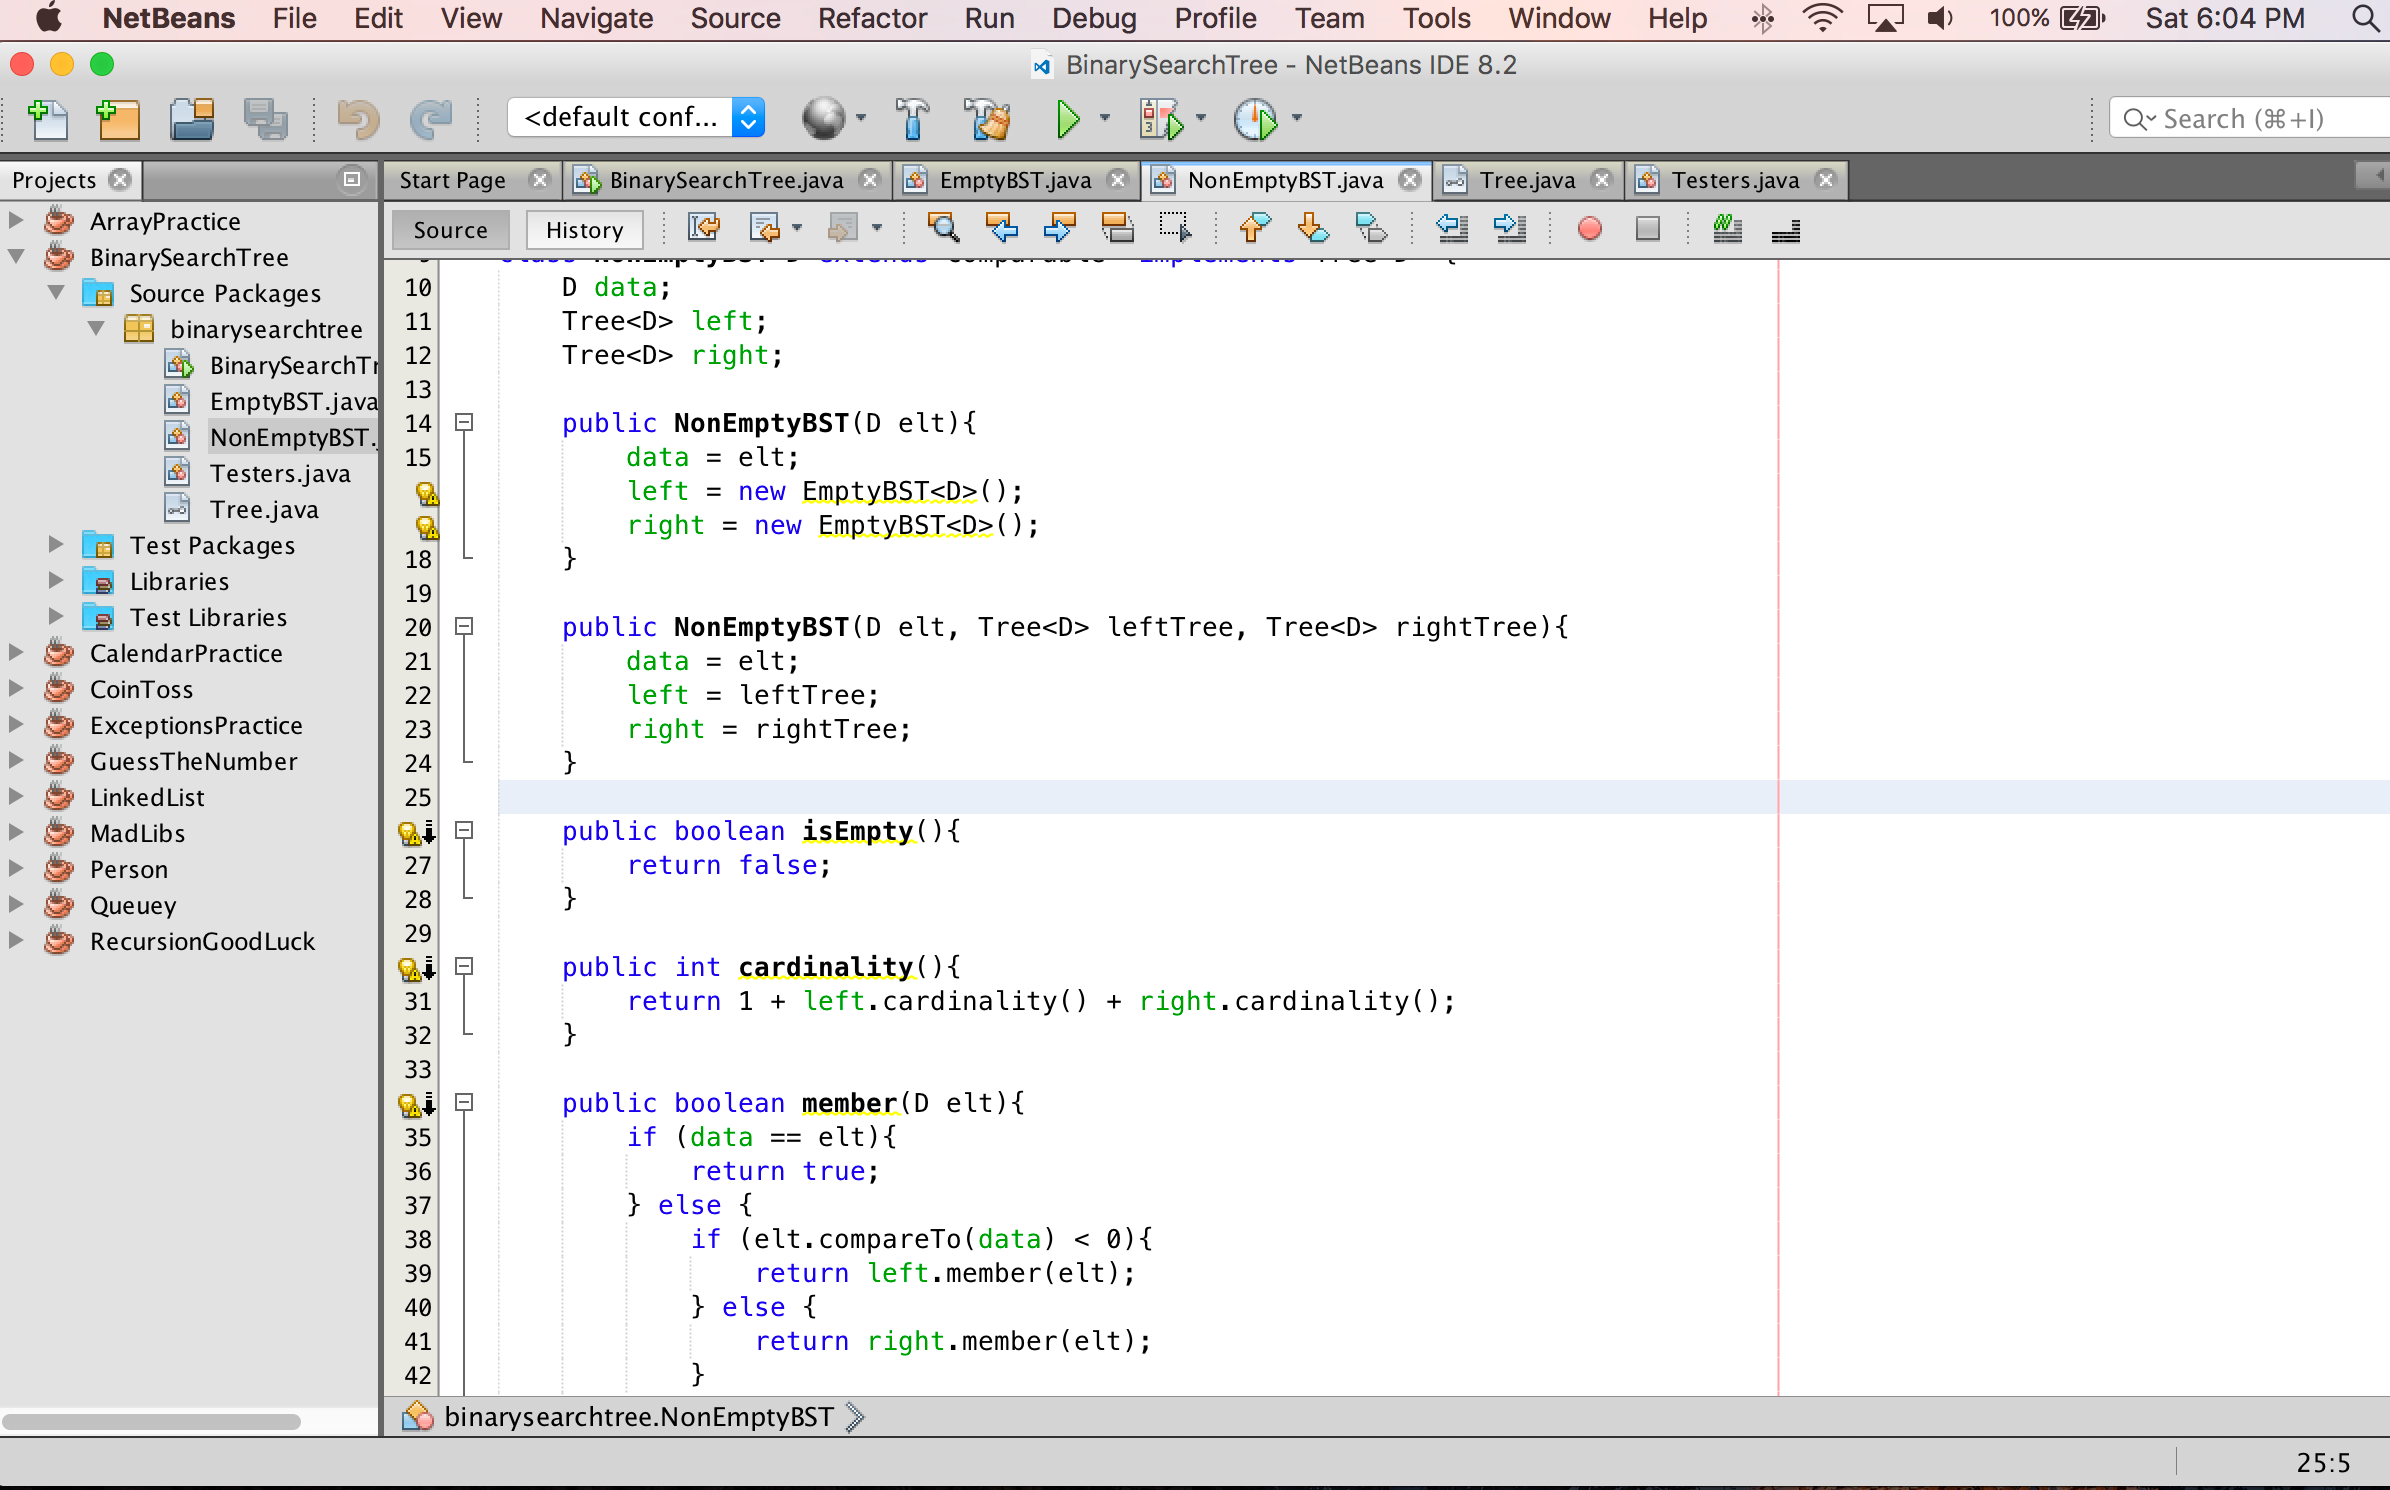 NetBeans File Edit View Navigate Source Refactor Run Debug Profile Team Tools Window Help 100% Sat 6:04 PM
BinarySearchTree - NetBeans IDE 8.2
<default conf... Search (⌘+I)
Projects
Start Page BinarySearchTree.java EmptyBST.java NonEmptyBST.java Tree.java Testers.java
Source History
ArrayPractice
BinarySearchTree
Source Packages
binarysearchtree
BinarySearchTr
EmptyBST.java
NonEmptyBST.
Testers.java
Tree.java
Test Packages
Libraries
Test Libraries
CalendarPractice
CoinToss
ExceptionsPractice
GuessTheNumber
LinkedList
MadLibs
Person
Queuey
RecursionGoodLuck
10 D data;
11 Tree<D> left;
12 Tree<D> right;
13
14 public NonEmptyBST(D elt){
15 data = elt;
left = new EmptyBST<D>();
right = new EmptyBST<D>();
18 }
19
20 public NonEmptyBST(D elt, Tree<D> leftTree, Tree<D> rightTree){
21 data = elt;
22 left = leftTree;
23 right = rightTree;
24 }
25
public boolean isEmpty(){
27 return false;
28 }
29
public int cardinality(){
31 return 1 + left.cardinality() + right.cardinality();
32 }
33
public boolean member(D elt){
35 if (data == elt){
36 return true;
37 } else {
38 if (elt.compareTo(data) < 0){
39 return left.member(elt);
40 } else {
41 return right.member(elt);
42 }
binarysearchtree.NonEmptyBST
25:5